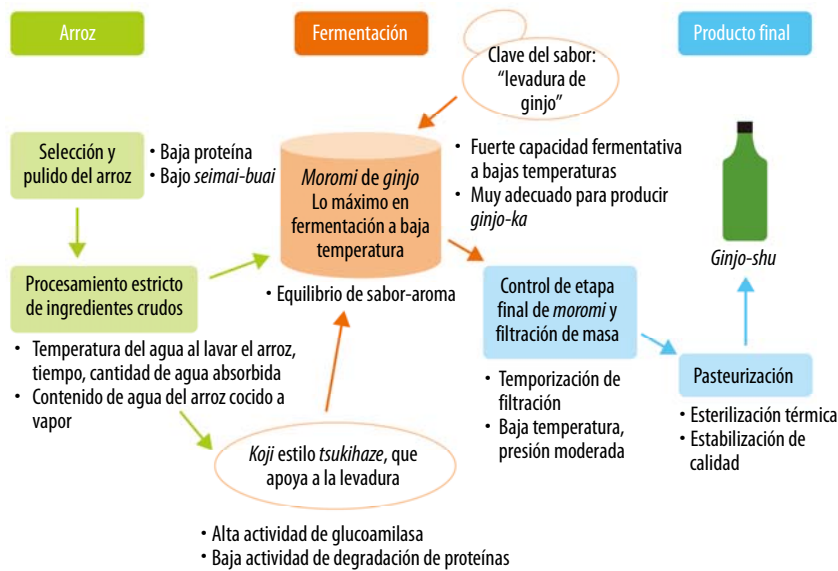 Arroz
Fermentación
Producto final
Clave del sabor:
“levadura de
ginjo”
Selección y
pulido del arroz
• Baja proteína
• Bajo seimai-buai
Moromi de ginjo
Lo máximo en
fermentación a baja
temperatura
• Fuerte capacidad fermentativa
a bajas temperaturas
• Muy adecuado para producir
ginjo-ka
Ginjo-shu
Procesamiento estricto
de ingredientes crudos
• Equilibrio de sabor-aroma
Control de etapa
final de moromi y
filtración de masa
• Temperatura del agua al lavar el arroz,
tiempo, cantidad de agua absorbida
• Contenido de agua del arroz cocido a
vapor
• Temporización de
filtración
• Baja temperatura,
presión moderada
Pasteurización
• Esterilización térmica
• Estabilización de
calidad
Koji estilo tsukihaze, que
apoya a la levadura
• Alta actividad de glucoamilasa
• Baja actividad de degradación de proteínas